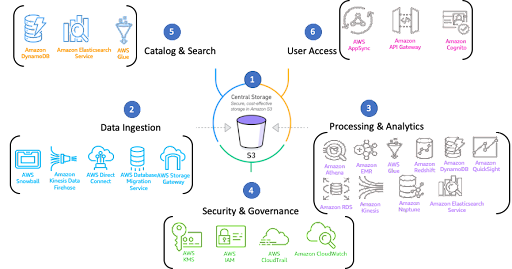 5
Catalog & Search
Amazon
DynamoDB
Amazon Elasticsearch
Service
AWS
Glue
6
User Access
AWS
AppSync
Amazon
API Gateway
Amazon
Cognito
1
Central Storage
Secure, cost-effective
storage in Amazon S3
S3
2
Data Ingestion
AWS
Snowball
Amazon
Kinesis Data
Firehose
AWS Direct
Connect
AWS Database
Migration
Service
AWS Storage
Gateway
3
Processing & Analytics
Amazon
Athena
Amazon
EMR
AWS
Glue
Amazon
Redshift
Amazon
DynamoDB
Amazon
QuickSight
Amazon RDS
Amazon
Kinesis
Amazon
Neptune
Amazon Elasticsearch
Service
4
Security & Governance
AWS
KMS
AWS
IAM
AWS
CloudTrail
Amazon CloudWatch